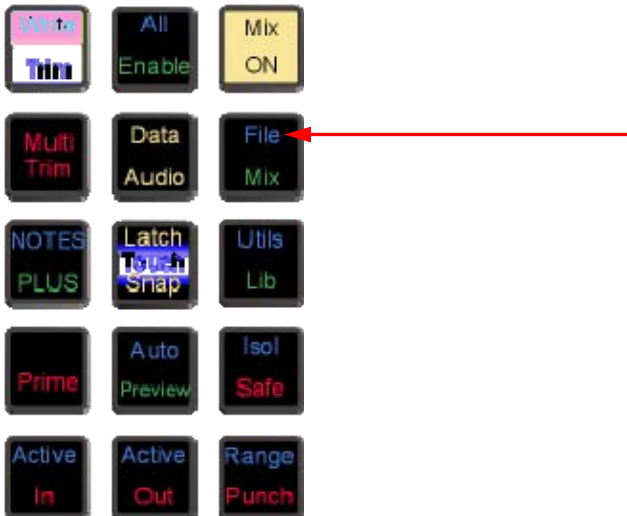 Write
Trim
All
Enable
Mix
ON
Multi
Trim
Data
Audio
File
Mix
NOTES
PLUS
Latch
Touch
Snap
Utils
Lib
Prime
Auto
Preview
Isol
Safe
Active
In
Active
Out
Range
Punch